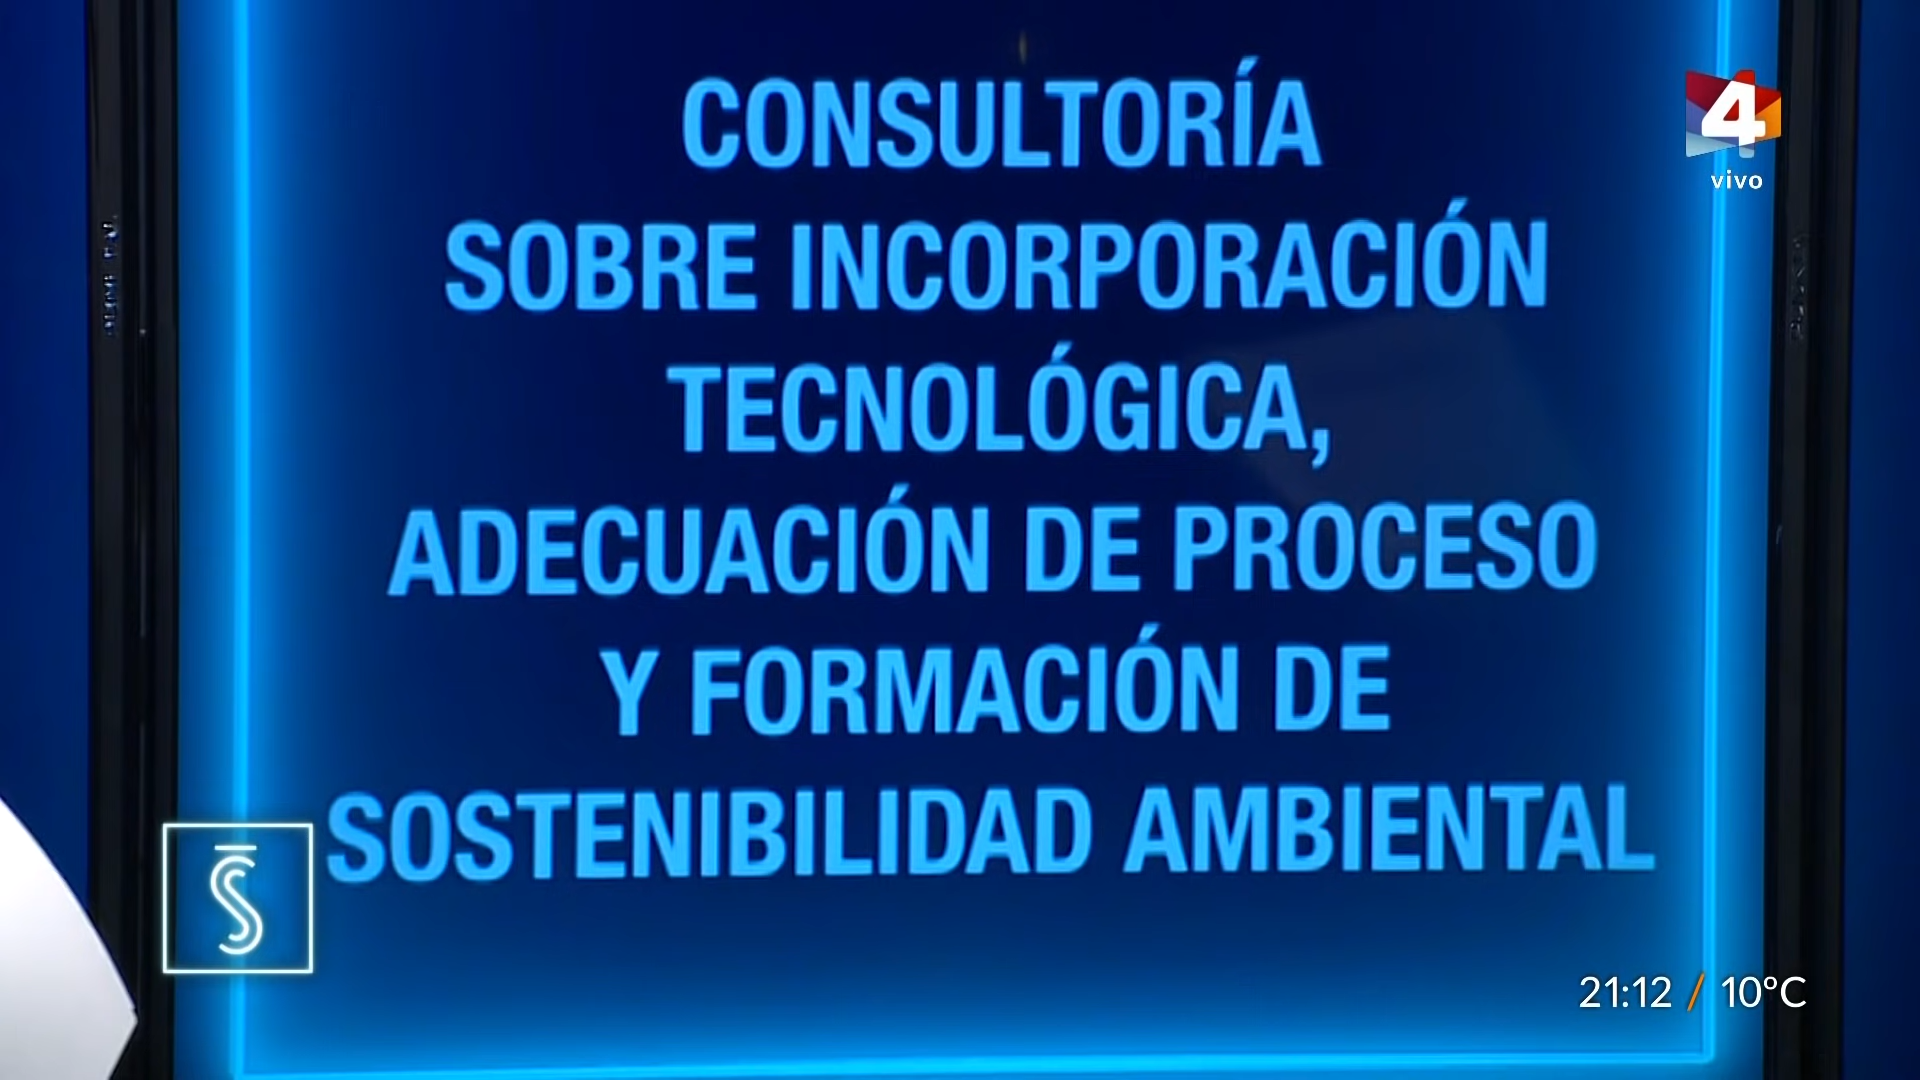 CONSULTORÍA
SOBRE INCORPORACIÓN
TECNOLÓGICA,
ADECUACIÓN DE PROCESO
Y FORMACIÓN DE
SOSTENIBILIDAD AMBIENTAL
4
vivo
S
21:12 / 10°C